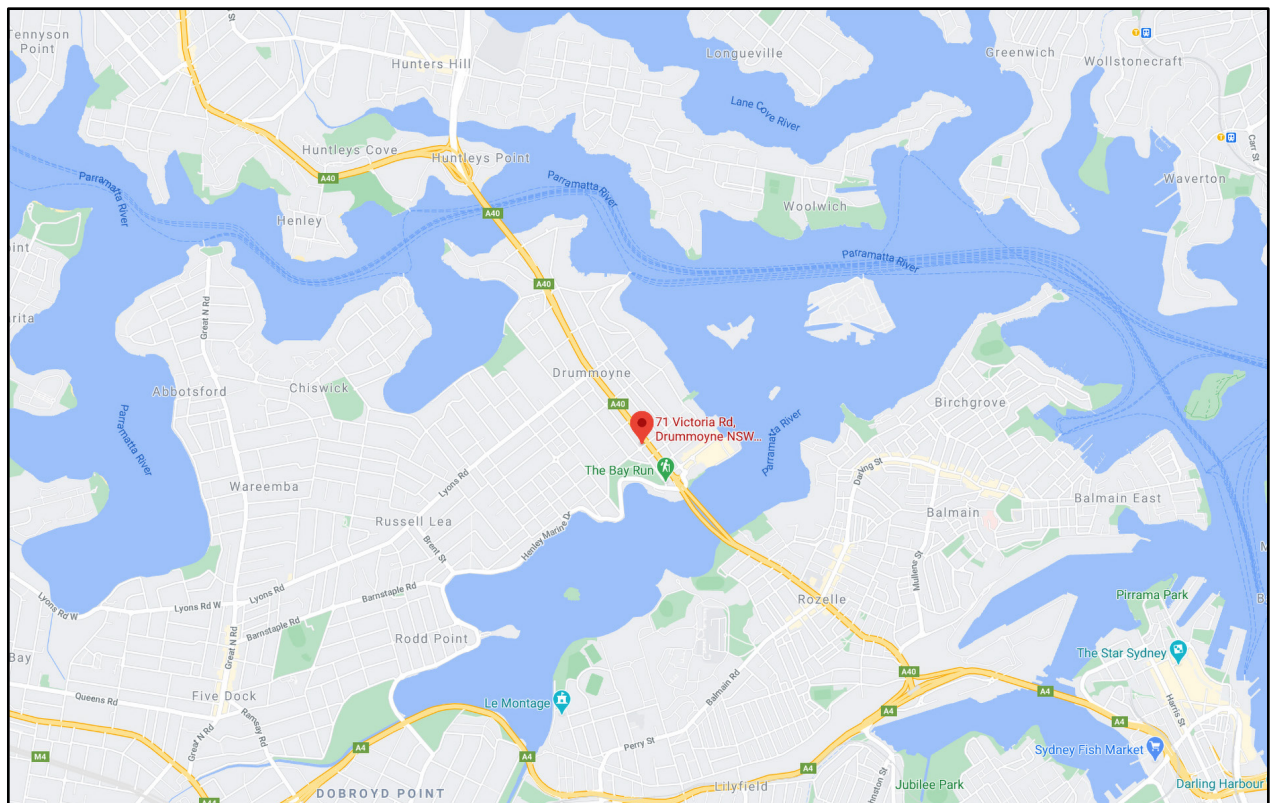 Tennyson
Point
Hunters Hill
Longueville
Greenwich
Wollstonecraft
Lane Cove River
Carr St
Huntleys Cove
Huntleys Point
A40
Parramatta
River
Parramatta River
Waverton
Henley
A40
Woolwich
Parramatta River
A40
Great N Rd
Drummoyne
Abbotsford
Chiswick
A40
Birchgrove
71 Victoria Rd,
Drummoyne NSW...
Parramatta
River
Parramatta
River
The Bay Run
Lyons Rd
Darling St
Wareemba
Balmain East
Balmain
Russell Lea
Brent St
Henley Marine Dr
Mullens St
Barnstaple Rd
Lyons Rd
Lyons Rd W
Lyons Rd W
Barnstaple Rd
Rozelle
Pirrama Park
Great N Rd
Rodd Point
The Star Sydney
Bay
Balmain Rd
A40
Queens Rd
Five Dock
Le Montage
A4
Harris St
Ramsay Rd
A4
A4
Great N Rd
A4
Perry St
Sydney Fish Market
M4
A4
Lilyfield
Jubilee Park
Darling Harbour
DOBROYD POINT